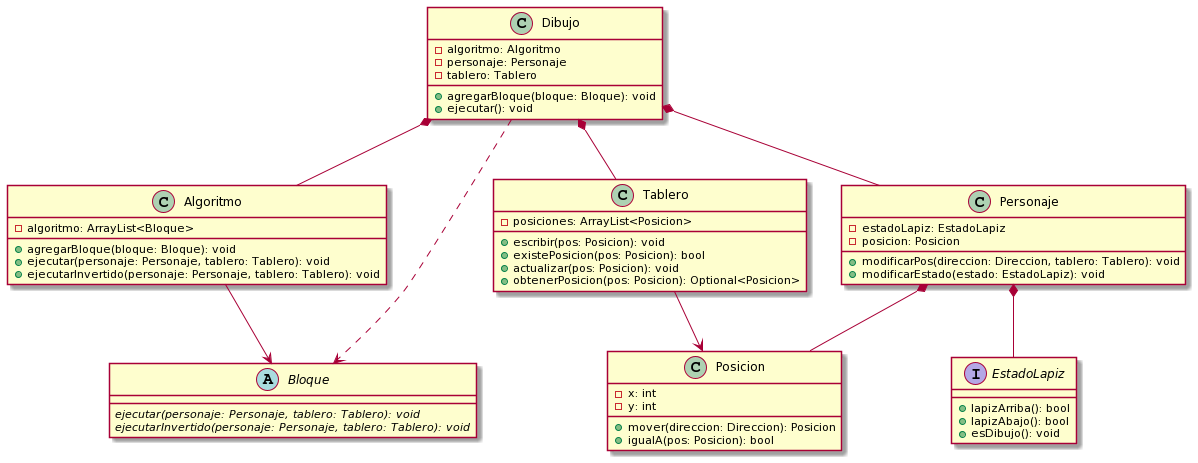 C Dibujo
algoritmo: Algoritmo
personaje: Personaje
tablero: Tablero
agregarBloque(bloque: Bloque): void
ejecutar(): void
C Algoritmo
algoritmo: ArrayList<Bloque>
agregarBloque(bloque: Bloque): void
ejecutar(personaje: Personaje, tablero: Tablero): void
ejecutarInvertido(personaje: Personaje, tablero: Tablero): void
C Tablero
posiciones: ArrayList<Posicion>
escribir(pos: Posicion): void
existePosicion(pos: Posicion): bool
actualizar(pos: Posicion): void
obtenerPosicion(pos: Posicion): Optional<Posicion>
C Personaje
estadoLapiz: EstadoLapiz
posicion: Posicion
modificarPos(direccion: Direccion, tablero: Tablero): void
modificarEstado(estado: EstadoLapiz): void
A Bloque
ejecutar(personaje: Personaje, tablero: Tablero): void
ejecutarInvertido(personaje: Personaje, tablero: Tablero): void
C Posicion
x: int
y: int
mover(direccion: Direccion): Posicion
igualA(pos: Posicion): bool
I EstadoLapiz
lapizArriba(): bool
lapizAbajo(): bool
esDibujo(): void